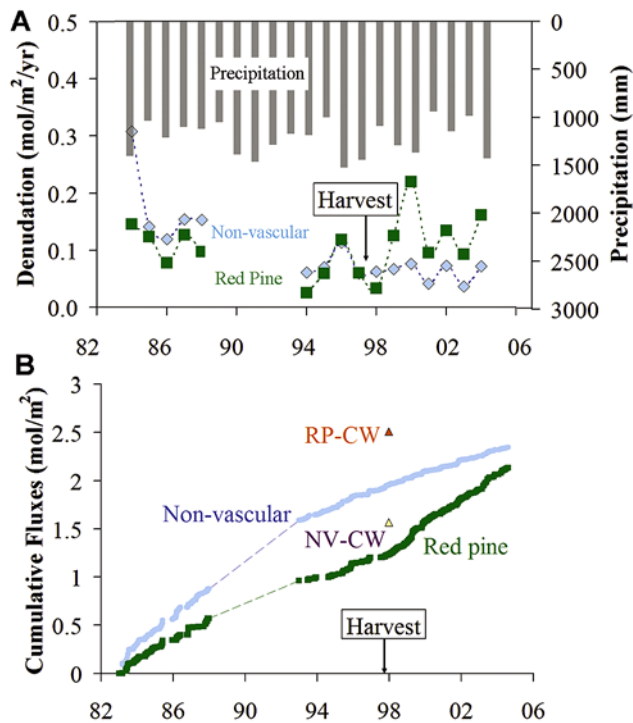 A
Denudation (mol/m²/yr)
0.5
0.4
0.3
0.2
0.1
0.0
Precipitation
Harvest
Non-vascular
Red Pine
0
500
1000
1500
2000
2500
3000
Precipitation (mm)
82 86 90 94 98 02 06
B
Cumulative Fluxes (mol/m²)
3
2.5
2
1.5
1
0.5
0
RP-CW
Non-vascular
NV-CW
Red pine
Harvest
82 86 90 94 98 02 06